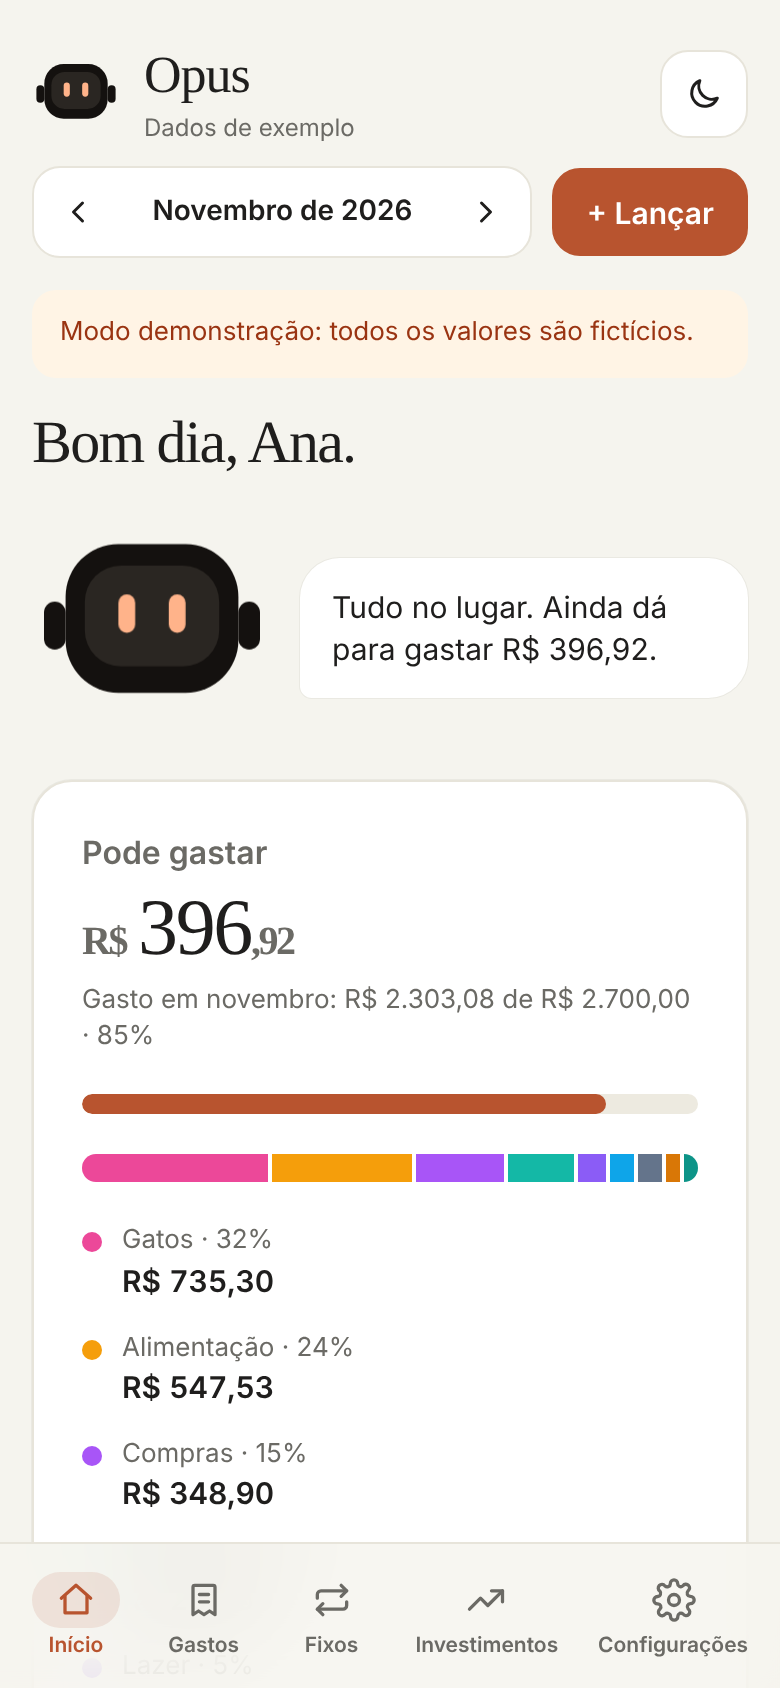 Opus
Dados de exemplo
Novembro de 2026
+ Lançar
Modo demonstração: todos os valores são fictícios.
Bom dia, Ana.
Tudo no lugar. Ainda dá
para gastar R$ 396,92.
Pode gastar
R$ 396,92
Gasto em novembro: R$ 2.303,08 de R$ 2.700,00
· 85%
Gatos · 32%
R$ 735,30
Alimentação · 24%
R$ 547,53
Compras · 15%
R$ 348,90
Início
Gastos
Fixos
Investimentos
Configurações
Lazer · 5%